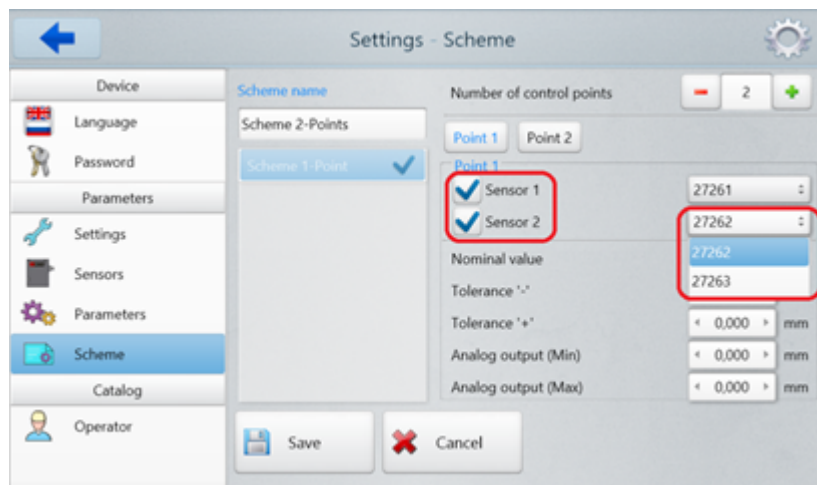 Settings - Scheme
Device
Language
Password
Parameters
Settings
Sensors
Parameters
Scheme
Catalog
Operator
Scheme name
Scheme 2-Points
Scheme 1-Point
Save
Cancel
Number of control points
2
Point 1
Point 2
Point 1
Sensor 1
27261
Sensor 2
27262
27262
27263
Nominal value
Tolerance '-'
Tolerance '+'
0,000 mm
Analog output (Min)
0,000 mm
Analog output (Max)
0,000 mm